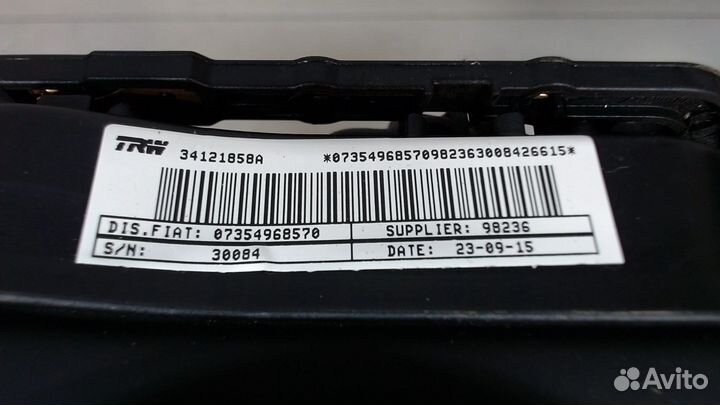 TRW 34121858A *07354968570982363008426615*
DIS.FIAT: 07354968570 SUPPLIER: 98236
S/N: 30084 DATE: 23-09-15
Avito